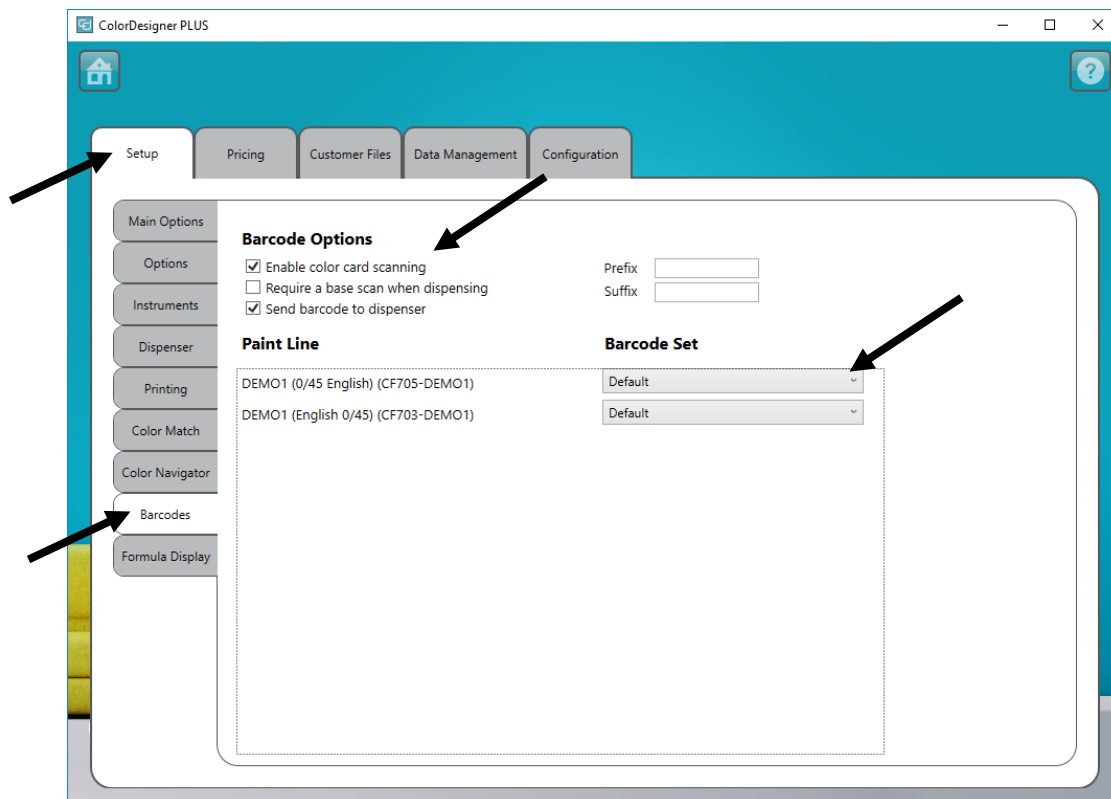 ColorDesigner PLUS
Setup
Pricing
Customer Files
Data Management
Configuration
Main Options
Options
Instruments
Dispenser
Printing
Color Match
Color Navigator
Barcodes
Formula Display
Barcode Options
Enable color card scanning
Require a base scan when dispensing
Send barcode to dispenser
Prefix
Suffix
Paint Line
Barcode Set
DEMO1 (0/45 English) (CF705-DEMO1)
Default
DEMO1 (English 0/45) (CF703-DEMO1)
Default